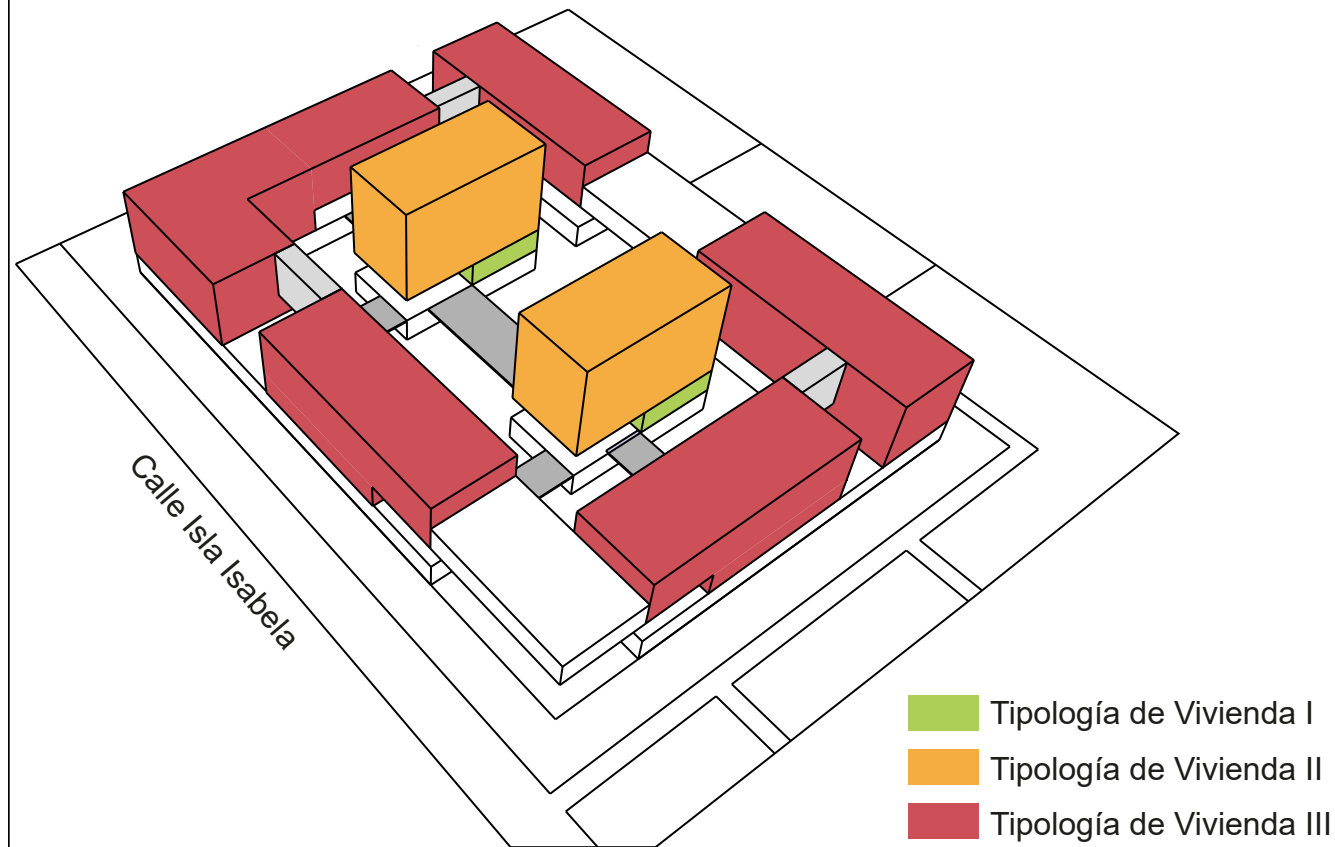 Calle Isla Isabela
Tipología de Vivienda I
Tipología de Vivienda II
Tipología de Vivienda III